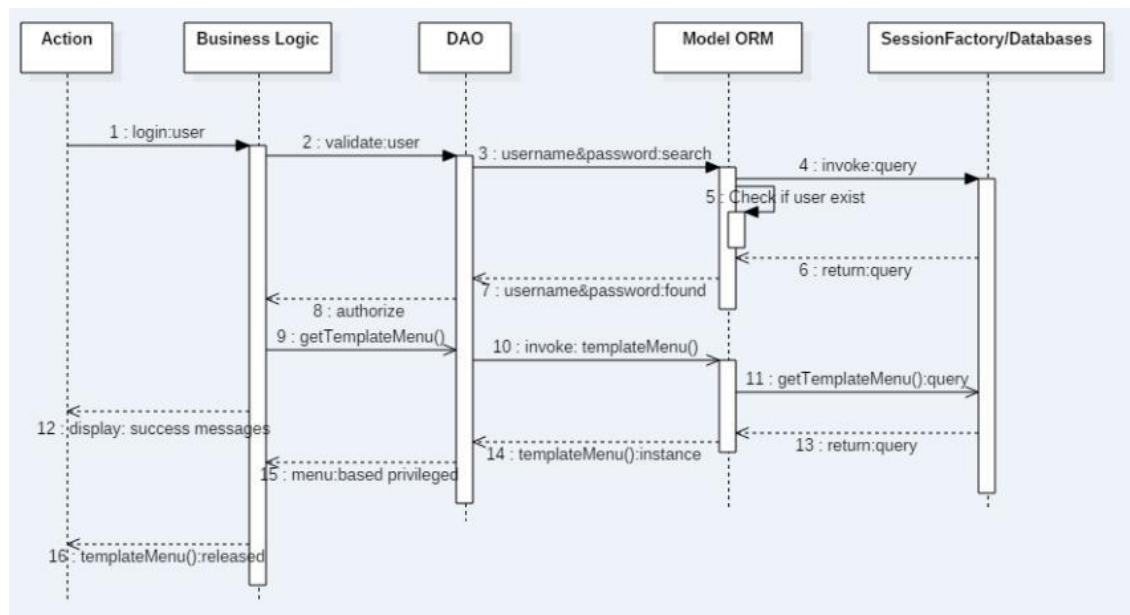 Action
Business Logic
DAO
Model ORM
SessionFactory/Databases
1 : login:user
2 : validate:user
3 : username&password:search
4 : invoke:query
5 : Check if user exist
6 : return:query
7 : username&password:found
8 : authorize
9 : getTemplateMenu()
10 : invoke: templateMenu()
11 : getTemplateMenu():query
12 : display: success messages
13 : return:query
14 : templateMenu():instance
15 : menu:based privileged
16 : templateMenu():released